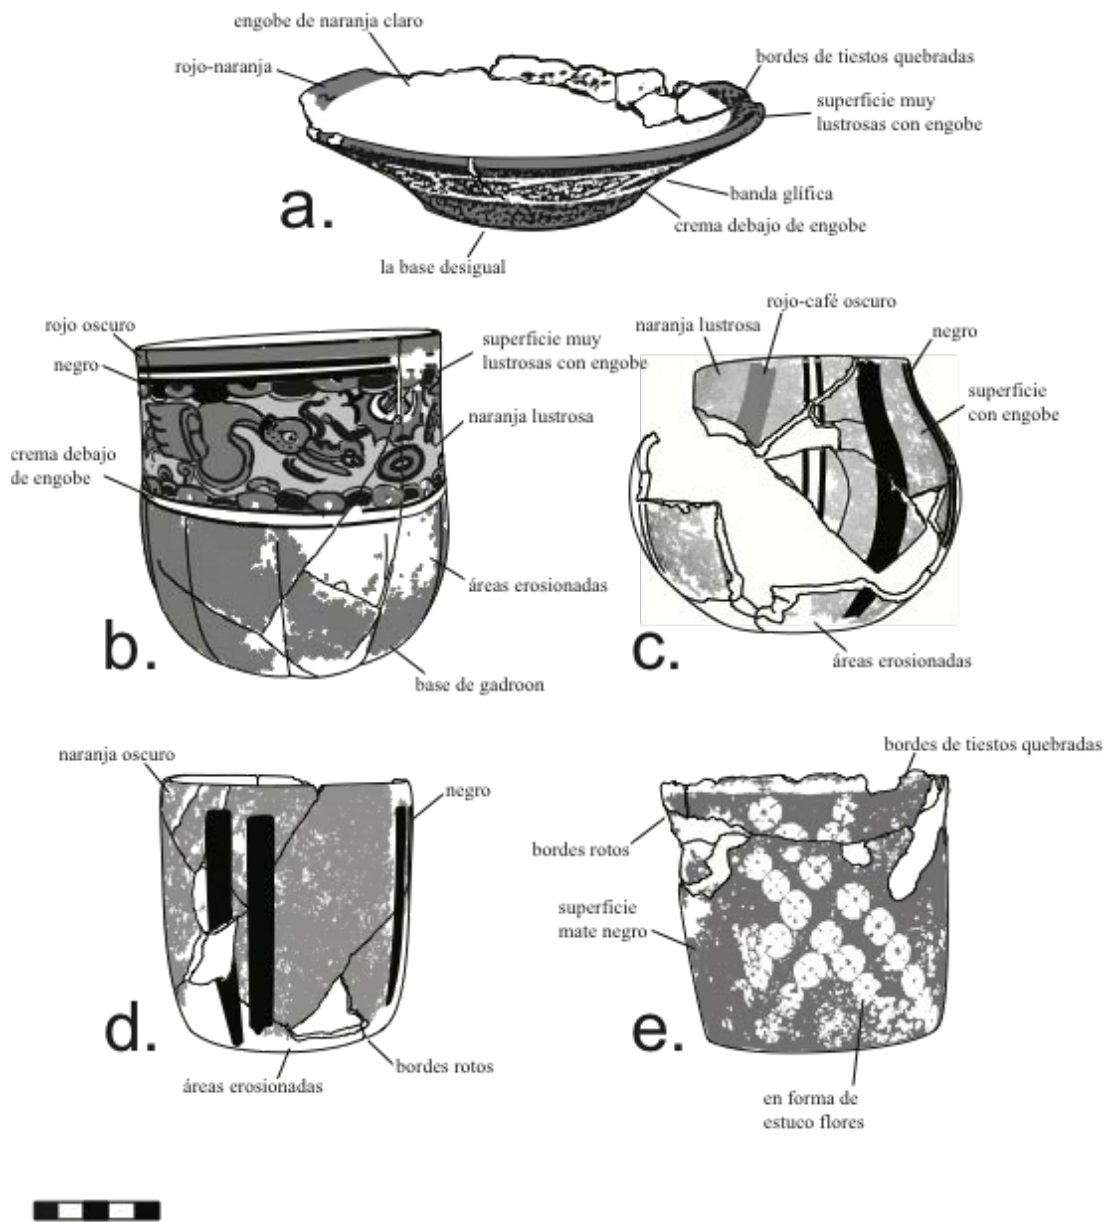 engobe de naranja claro
rojo-naranja
bordes de tiestos quebradas
superficie muy
lustrosas con engobe
banda glífica
crema debajo de engobe
la base desigual
a.
rojo oscuro
negro
crema debajo
de engobe
superficie muy
lustrosas con engobe
naranja lustrosa
áreas erosionadas
base de gadroon
b.
rojo-café oscuro
naranja lustrosa
negro
superficie
con engobe
áreas erosionadas
c.
naranja oscuro
negro
bordes rotos
áreas erosionadas
d.
bordes de tiestos quebradas
bordes rotos
superficie
mate negro
en forma de
estuco flores
e.